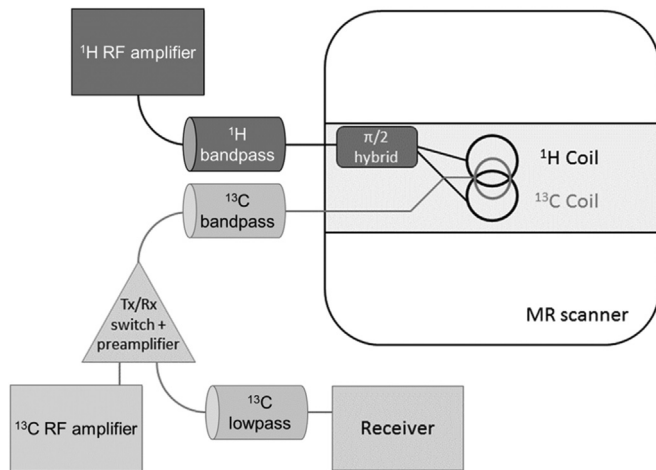 ¹H RF amplifier
¹H
bandpass
π/2
hybrid
¹H Coil
¹³C Coil
¹³C
bandpass
Tx/Rx
switch +
preamplifier
MR scanner
¹³C RF amplifier
¹³C
lowpass
Receiver